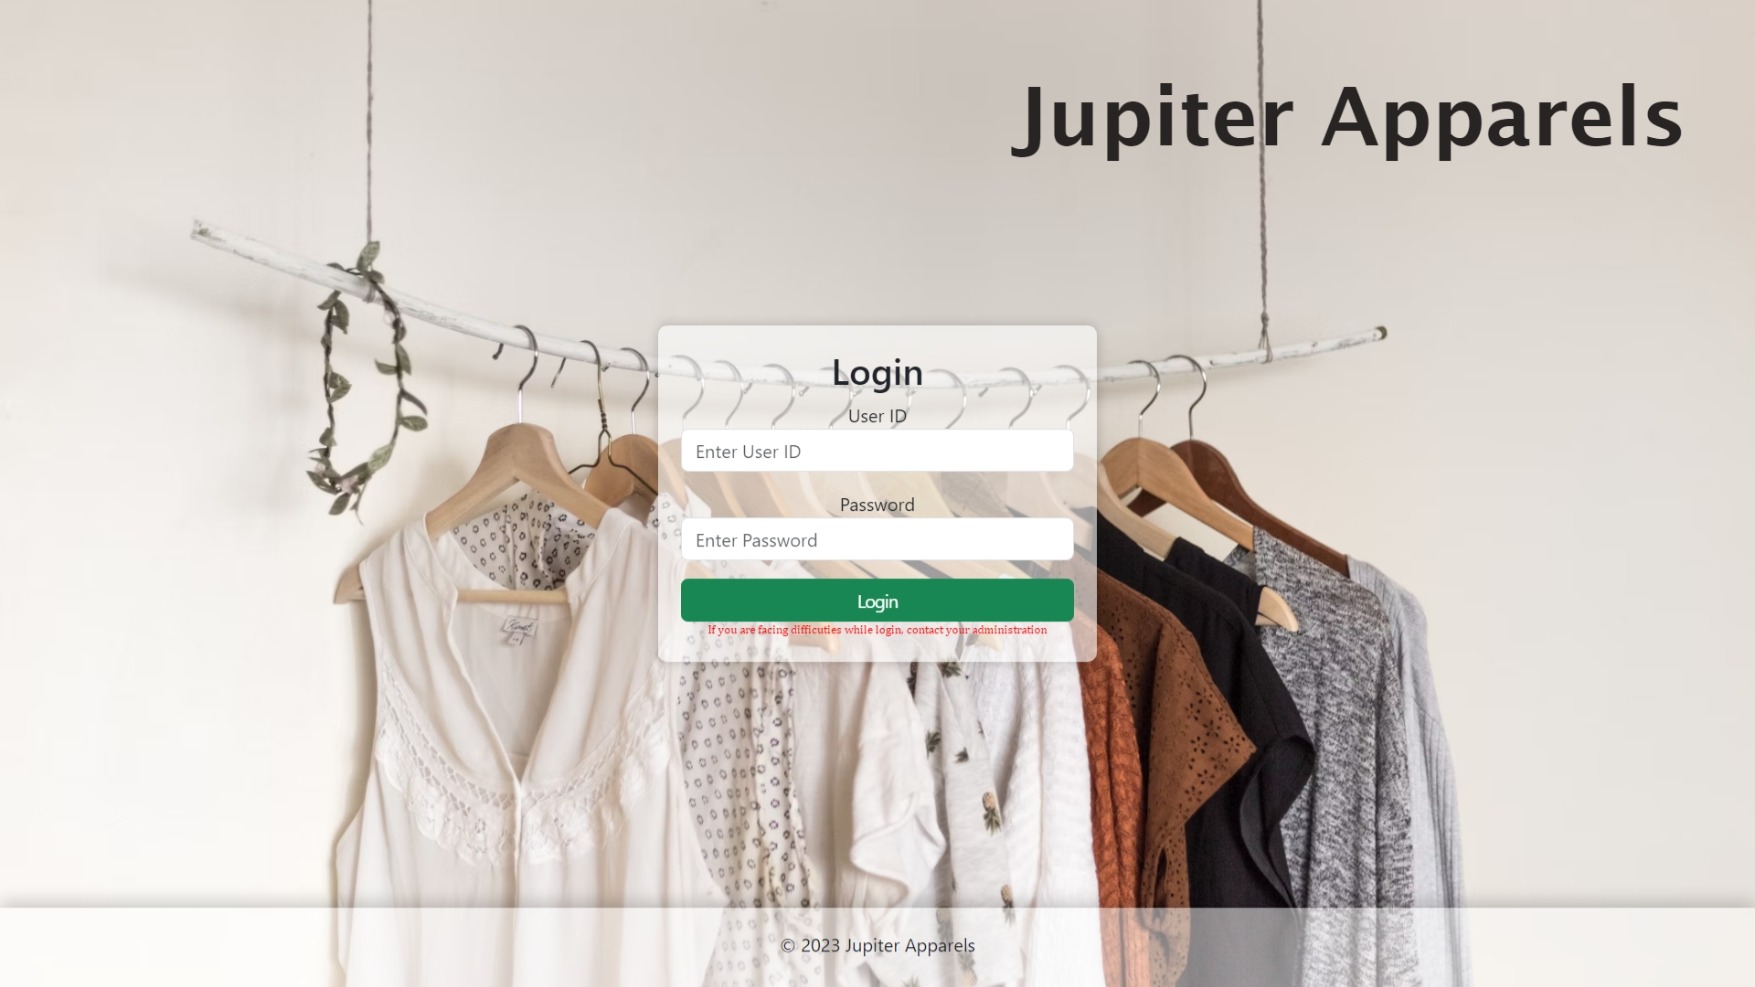 Jupiter Apparels
Login
User ID
Enter User ID
Password
Enter Password
Login
If you are facing difficuties while login, contact your administration
© 2023 Jupiter Apparels